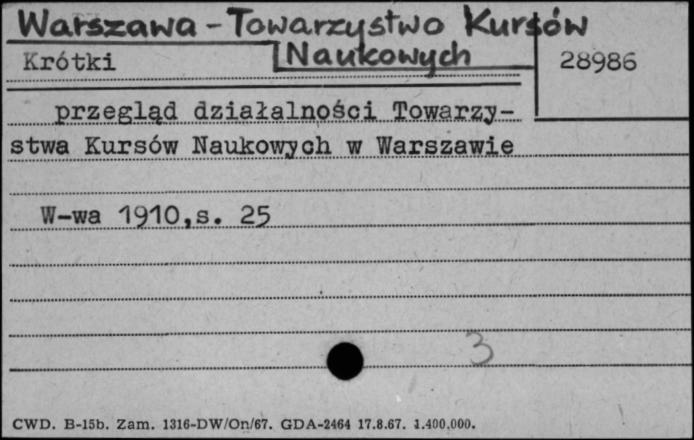 Warszawa - Towarzystwo Kursów
Naukowych
Krótki
28986
przegląd działalności Towarzy-
stwa Kursów Naukowych w Warszawie
W-wa 1910,s. 25
3
CWD. B-15b. Zam. 1316-DW/On/67. GDA-2464 17.8.67. 1.400.000.